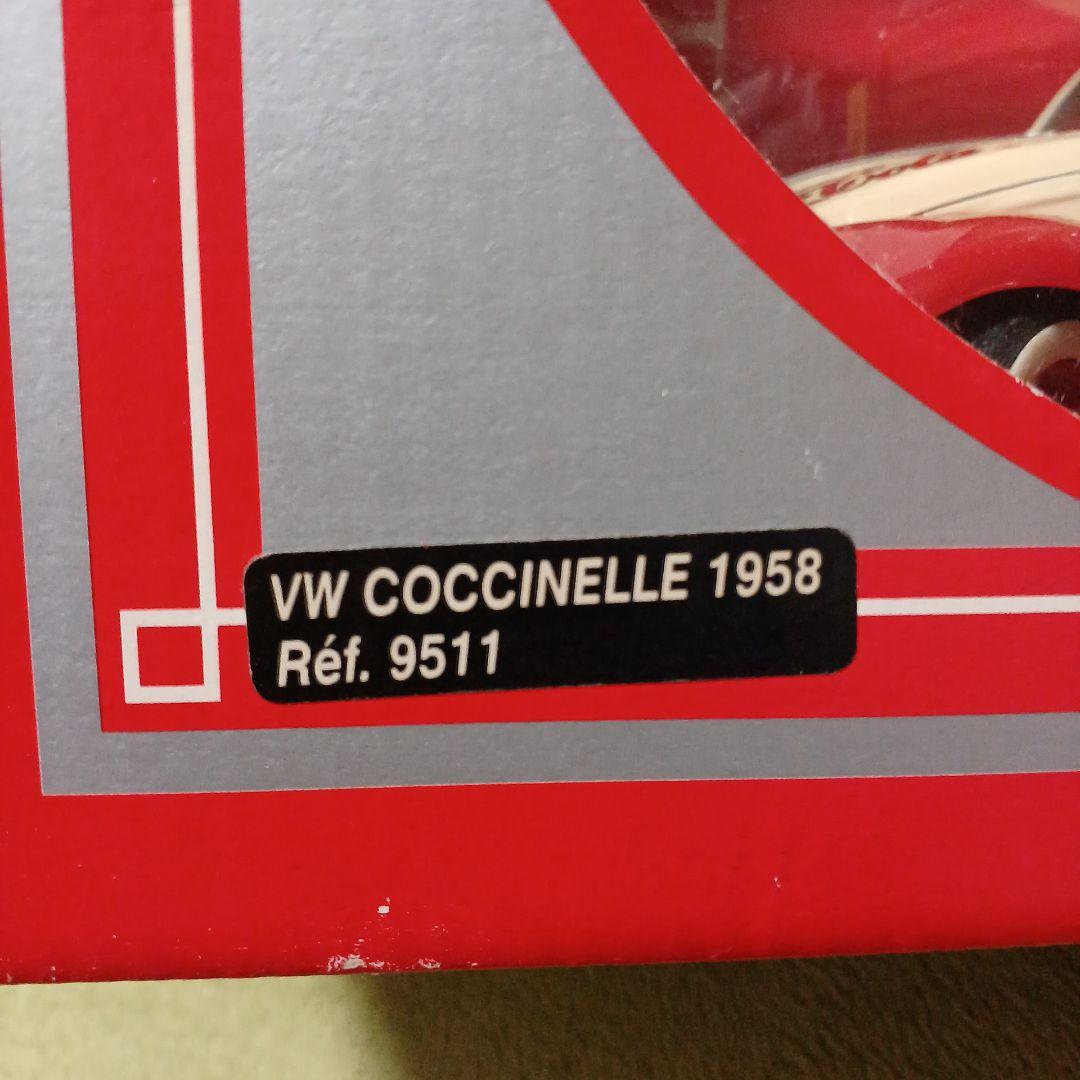 VW COCCINELLE 1958
Réf. 9511